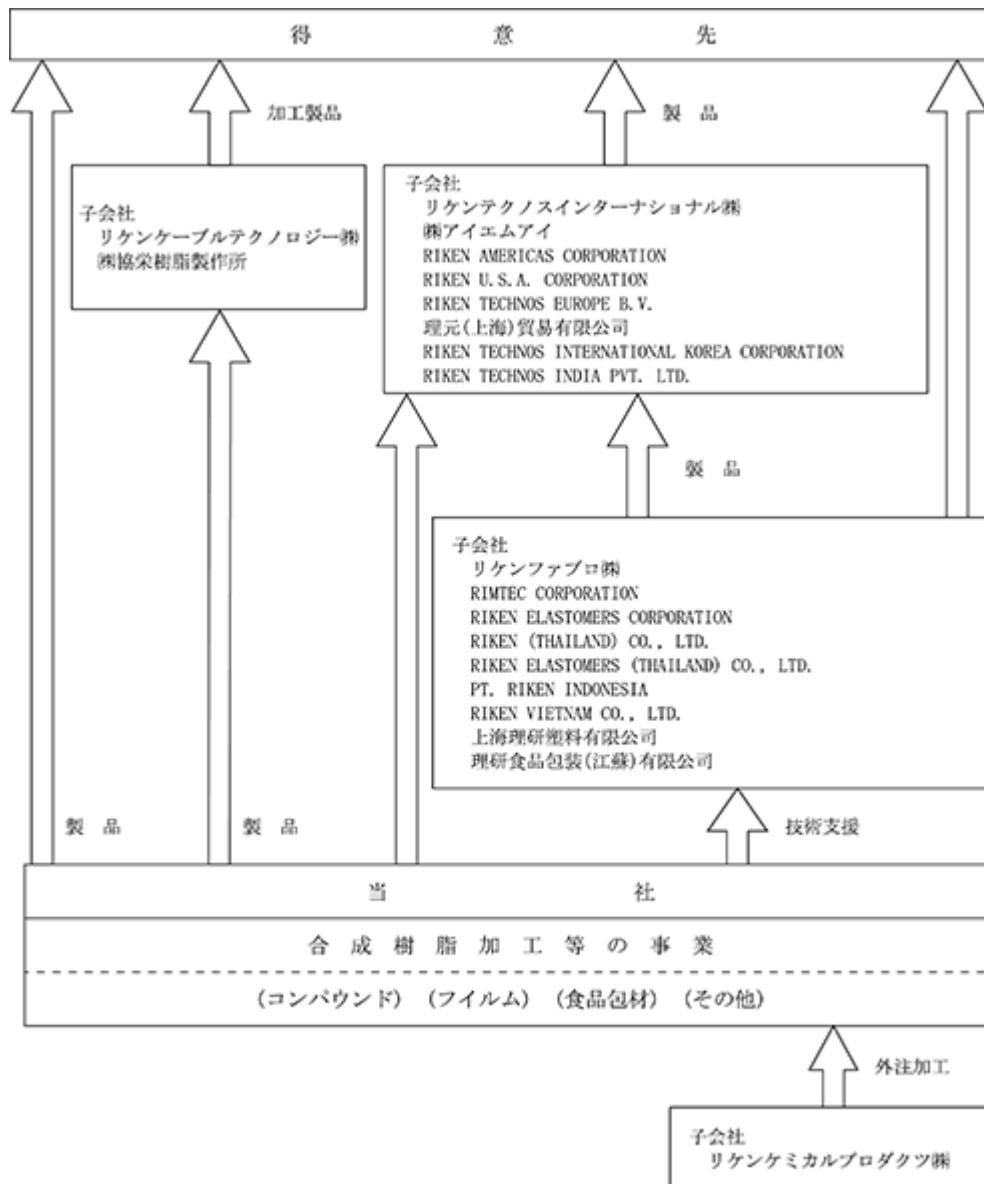 得意先
加工製品
製品
子会社
リケンケーブルテクノロジー㈱
㈱協栄樹脂製作所
子会社
リケンテクノスインターナショナル㈱
㈱アイエムアイ
RIKEN AMERICAS CORPORATION
RIKEN U.S.A. CORPORATION
RIKEN TECHNOS EUROPE B.V.
理元(上海)貿易有限公司
RIKEN TECHNOS INTERNATIONAL KOREA CORPORATION
RIKEN TECHNOS INDIA PVT. LTD.
製品
子会社
リケンファブロ㈱
RIMTEC CORPORATION
RIKEN ELASTOMERS CORPORATION
RIKEN (THAILAND) CO., LTD.
RIKEN ELASTOMERS (THAILAND) CO., LTD.
PT. RIKEN INDONESIA
RIKEN VIETNAM CO., LTD.
上海理研塑料有限公司
理研食品包装(江蘇)有限公司
製品
製品
技術支援
当社
合成樹脂加工等の事業
(コンパウンド) (フイルム) (食品包材) (その他)
外注加工
子会社
リケンケミカルプロダクツ㈱